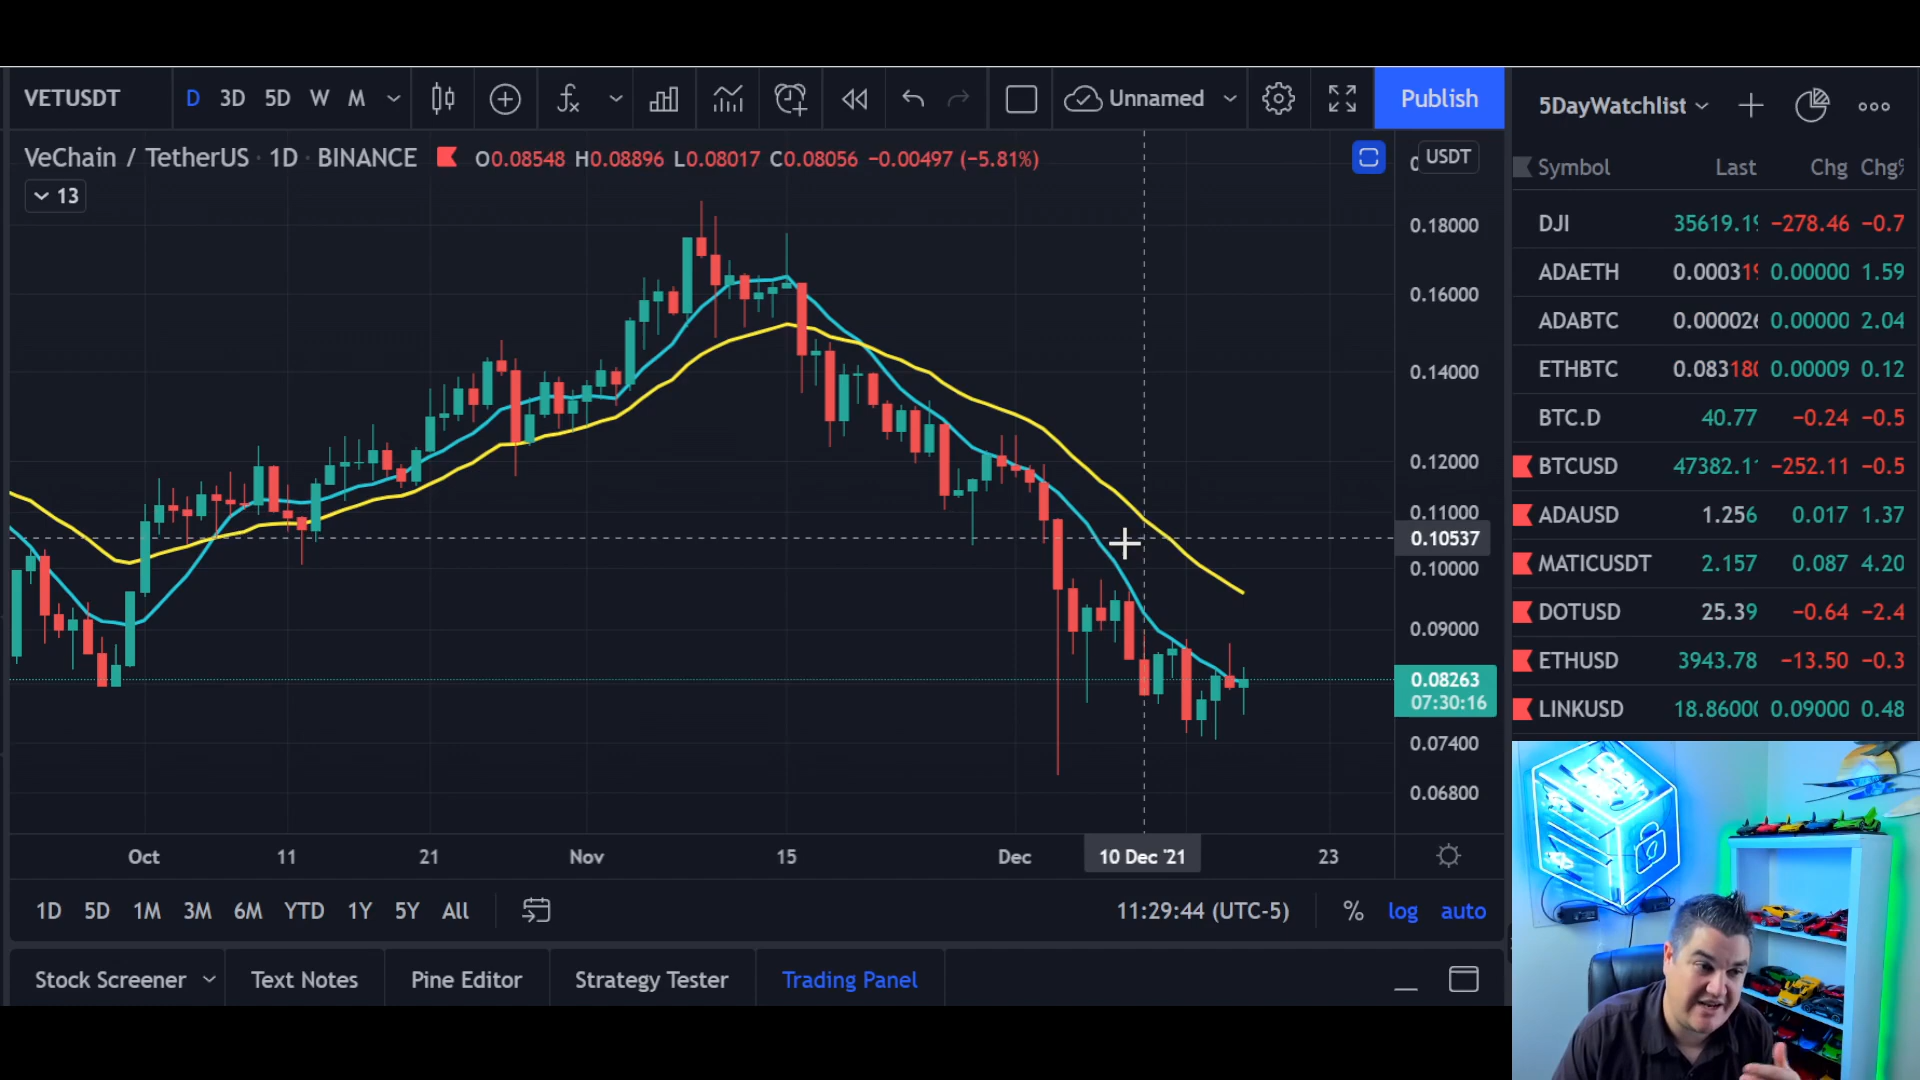 VETUSDT D 3D 5D W M Unnamed Publish
VeChain / TetherUS · 1D · BINANCE O0.08548 H0.08896 L0.08017 C0.08056 −0.00497 (−5.81%)
13
USDT
0.18000
0.16000
0.14000
0.12000
0.11000
0.10537
0.10000
0.09000
0.08263
07:30:16
0.07400
0.06800
Oct 11 21 Nov 15 Dec 10 Dec '21 23
1D 5D 1M 3M 6M YTD 1Y 5Y All 11:29:44 (UTC-5) % log auto
Stock Screener Text Notes Pine Editor Strategy Tester Trading Panel
5DayWatchlist
Symbol Last Chg Chg%
DJI 35619.19 −278.46 −0.7
ADAETH 0.000319 0.00000 1.59
ADABTC 0.000026 0.00000 2.04
ETHBTC 0.083180 0.00009 0.12
BTC.D 40.77 −0.24 −0.5
BTCUSD 47382.11 −252.11 −0.5
ADAUSD 1.256 0.017 1.37
MATICUSDT 2.157 0.087 4.20
DOTUSD 25.39 −0.64 −2.4
ETHUSD 3943.78 −13.50 −0.3
LINKUSD 18.86000 0.09000 0.48